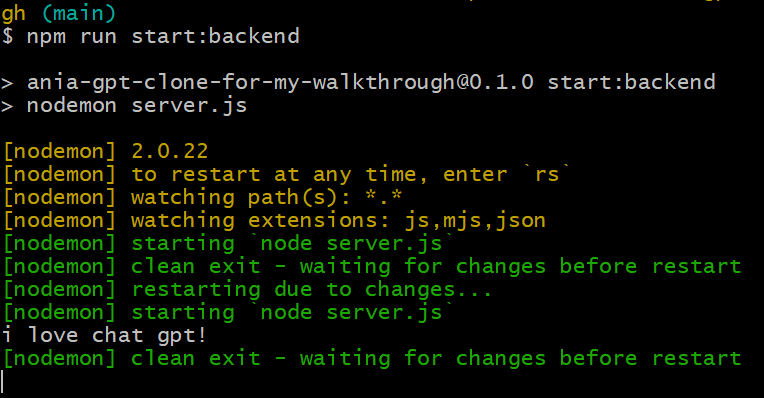 gh (main)
$ npm run start:backend
> ania-gpt-clone-for-my-walkthrough@0.1.0 start:backend
> nodemon server.js
[nodemon] 2.0.22
[nodemon] to restart at any time, enter `rs`
[nodemon] watching path(s): *.*
[nodemon] watching extensions: js,mjs,json
[nodemon] starting `node server.js`
[nodemon] clean exit - waiting for changes before restart
[nodemon] restarting due to changes...
[nodemon] starting `node server.js`
i love chat gpt!
[nodemon] clean exit - waiting for changes before restart